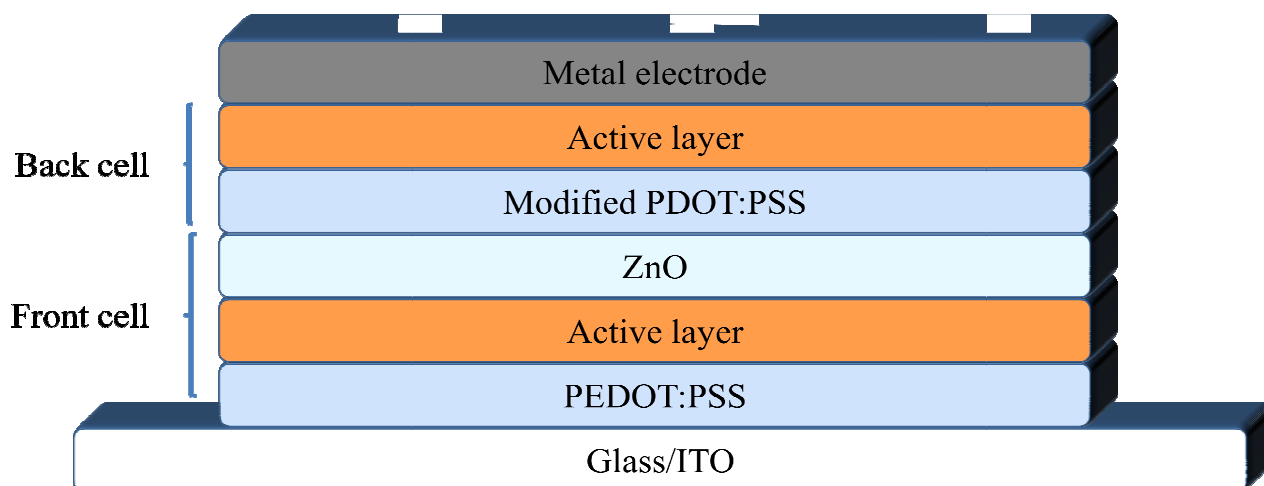 Metal electrode
Active layer
Back cell
Modified PDOT:PSS
ZnO
Front cell
Active layer
PEDOT:PSS
Glass/ITO